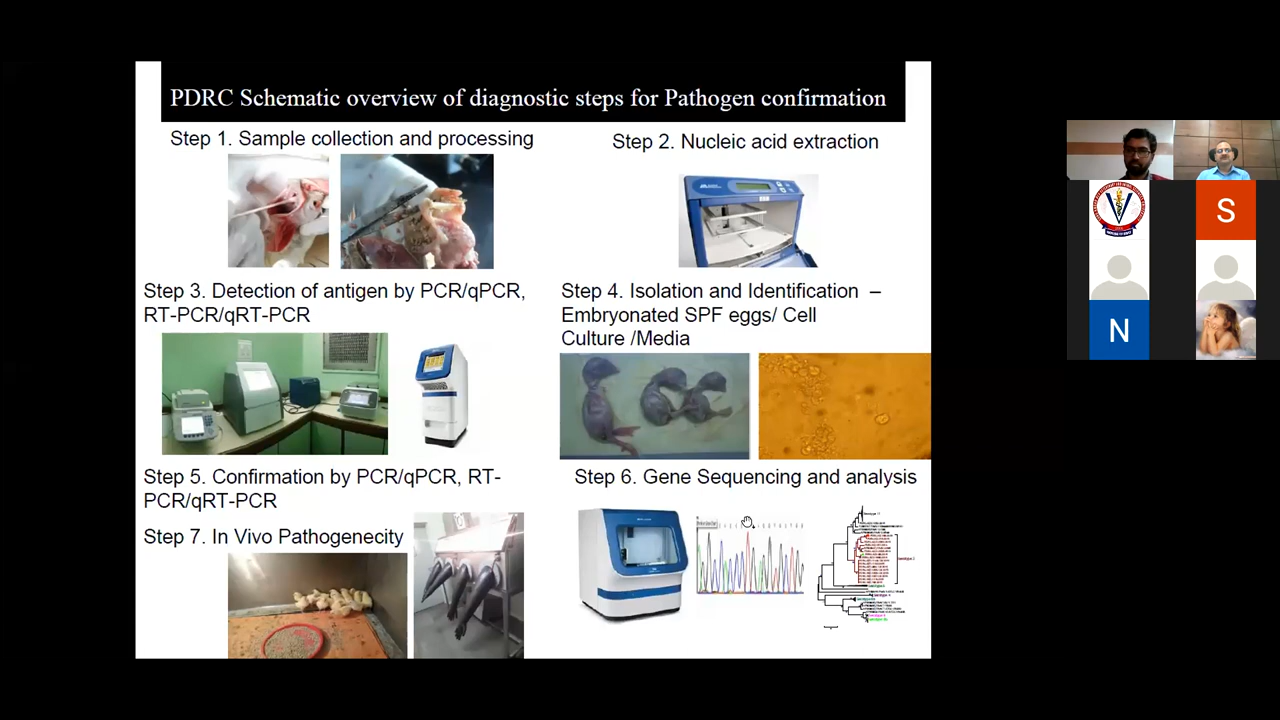 PDRC Schematic overview of diagnostic steps for Pathogen confirmation
Step 1. Sample collection and processing
Step 2. Nucleic acid extraction
Step 3. Detection of antigen by PCR/qPCR,
RT-PCR/qRT-PCR
Step 4. Isolation and Identification –
Embryonated SPF eggs/ Cell
Culture /Media
Step 5. Confirmation by PCR/qPCR, RT-
PCR/qRT-PCR
Step 6. Gene Sequencing and analysis
Step 7. In Vivo Pathogenecity
S
N